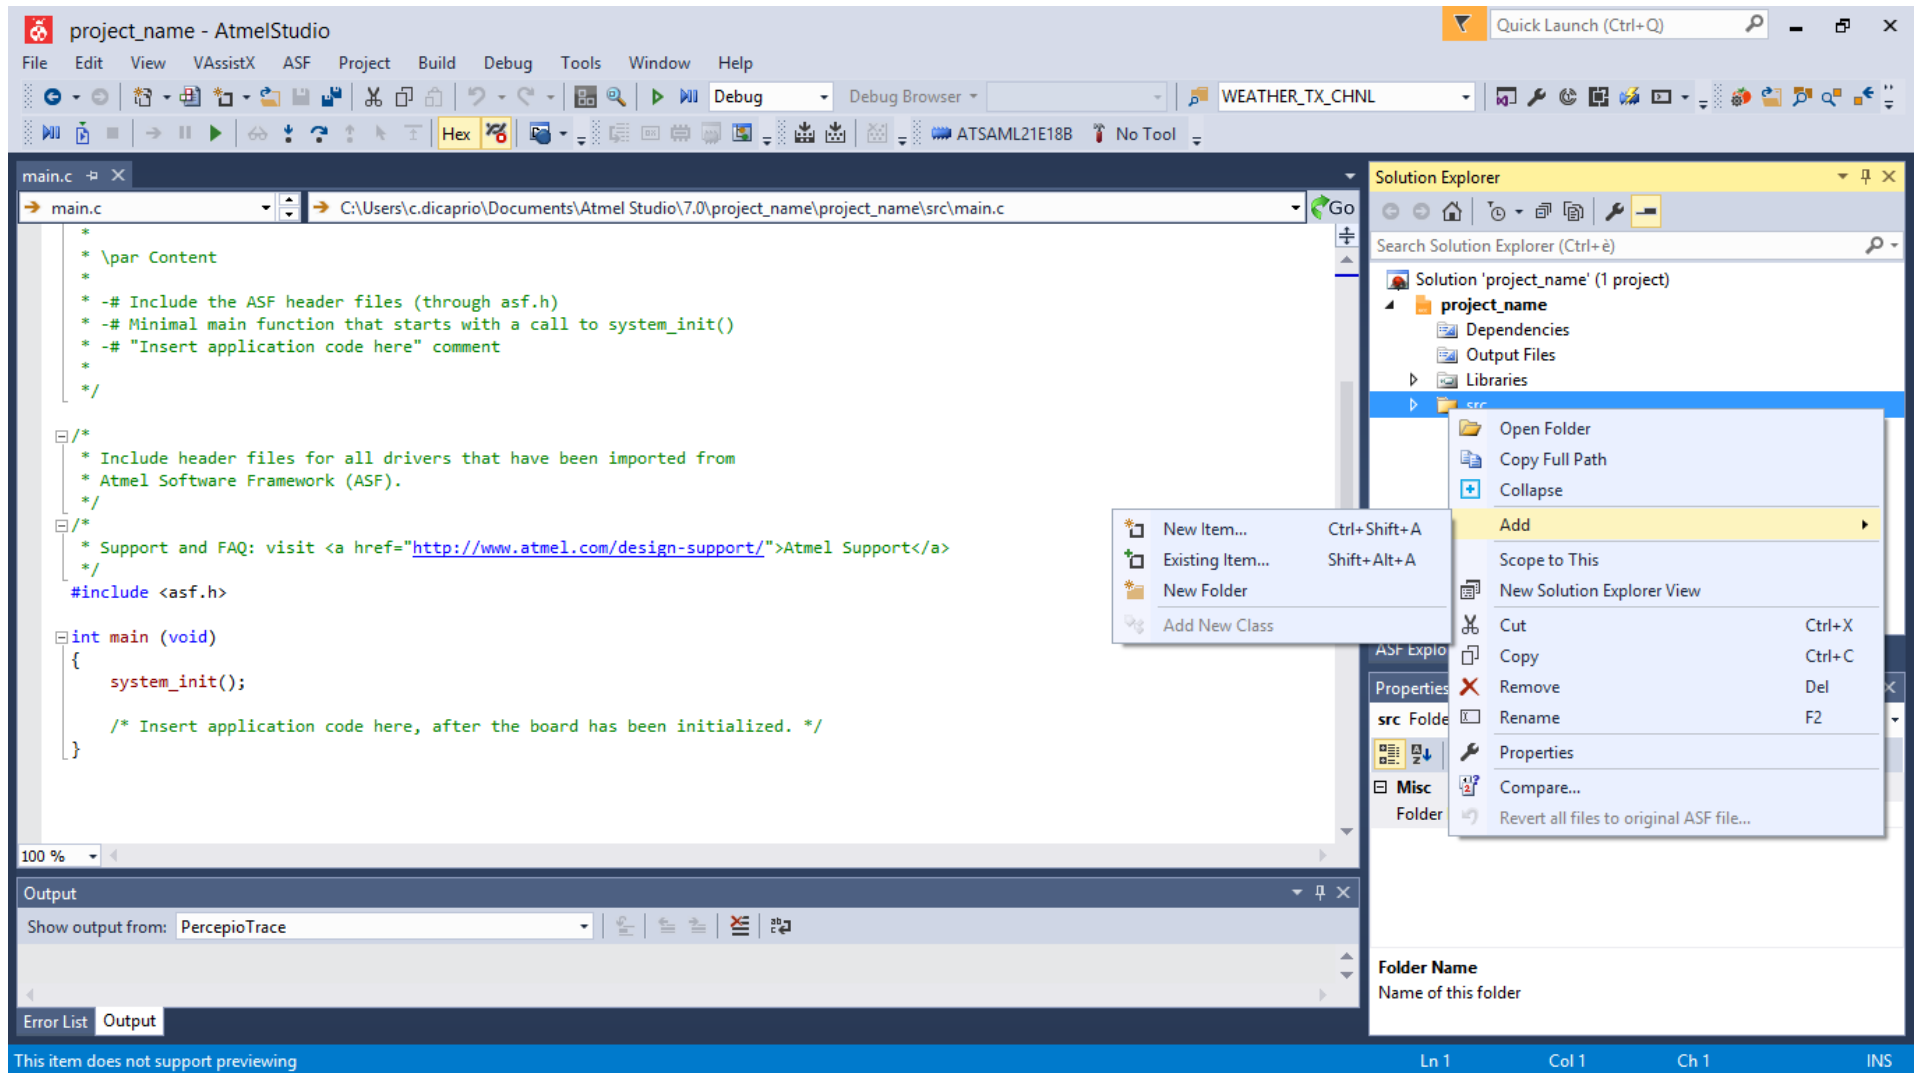 project_name - AtmelStudio
Quick Launch (Ctrl+Q)
File Edit View VAssistX ASF Project Build Debug Tools Window Help
Debug Debug Browser WEATHER_TX_CHNL
Hex ATSAML21E18B No Tool
main.c
main.c C:\Users\c.dicaprio\Documents\Atmel Studio\7.0\project_name\project_name\src\main.c Go
*
* \par Content
*
* -# Include the ASF header files (through asf.h)
* -# Minimal main function that starts with a call to system_init()
* -# "Insert application code here" comment
*
*/
/*
* Include header files for all drivers that have been imported from
* Atmel Software Framework (ASF).
*/
/*
* Support and FAQ: visit <a href="http://www.atmel.com/design-support/">Atmel Support</a>
*/
#include <asf.h>
int main (void)
{
system_init();
/* Insert application code here, after the board has been initialized. */
}
100 %
Output
Show output from: PercepioTrace
Error List Output
Solution Explorer
Search Solution Explorer (Ctrl+è)
Solution 'project_name' (1 project)
project_name
Dependencies
Output Files
Libraries
src
Open Folder
Copy Full Path
Collapse
Add
Scope to This
New Solution Explorer View
Cut Ctrl+X
Copy Ctrl+C
Remove Del
Rename F2
Properties
Compare...
Revert all files to original ASF file...
New Item... Ctrl+Shift+A
Existing Item... Shift+Alt+A
New Folder
Add New Class
ASF Explo
Properties
src Folde
Misc
Folder
Folder Name
Name of this folder
This item does not support previewing Ln 1 Col 1 Ch 1 INS